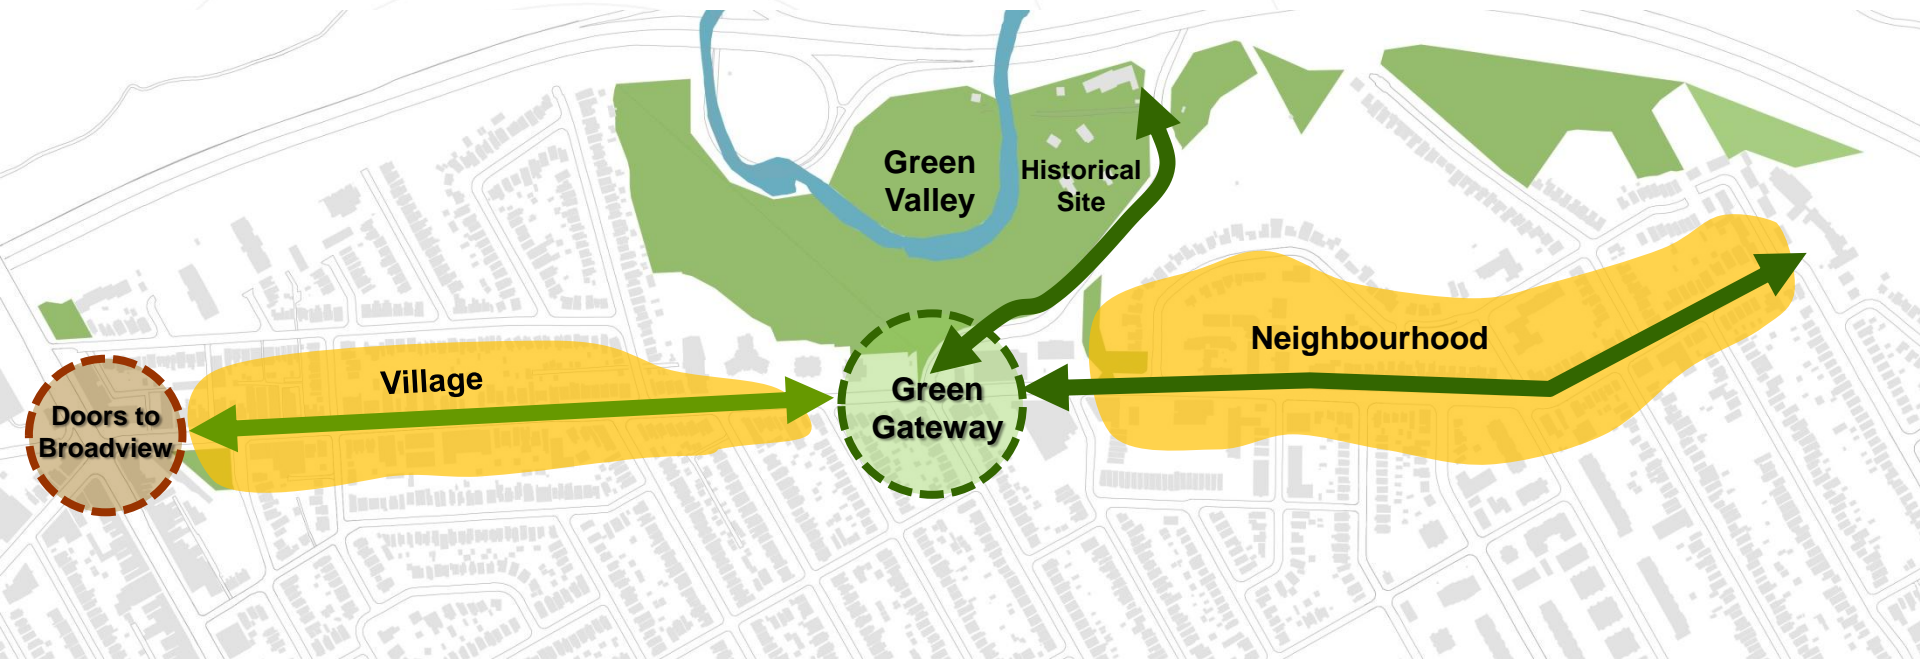 Green
Valley
Historical
Site
Neighbourhood
Village
Doors to
Broadview
Green
Gateway